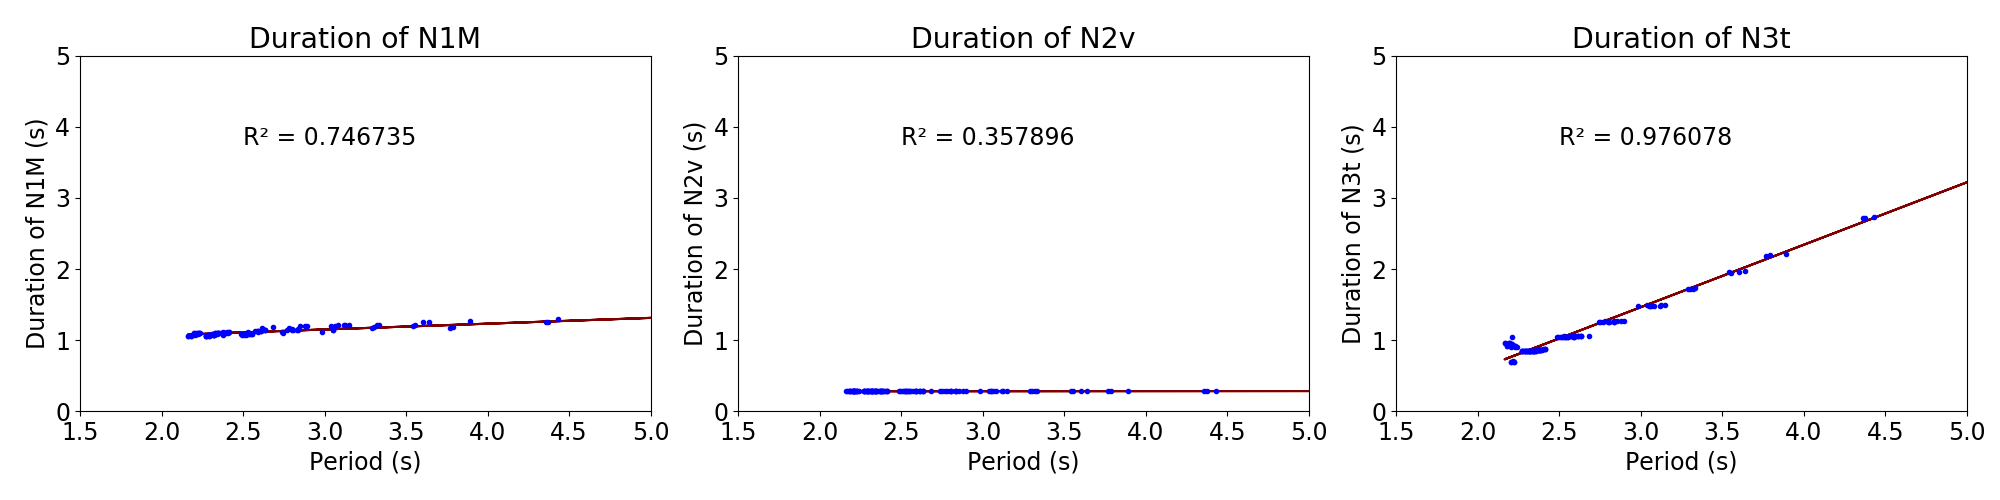 Duration of N1M
Duration of N1M (s)
5
4
3
2
1
0
R² = 0.746735
1.5 2.0 2.5 3.0 3.5 4.0 4.5 5.0
Period (s)
Duration of N2v
Duration of N2v (s)
5
4
3
2
1
0
R² = 0.357896
1.5 2.0 2.5 3.0 3.5 4.0 4.5 5.0
Period (s)
Duration of N3t
Duration of N3t (s)
5
4
3
2
1
0
R² = 0.976078
1.5 2.0 2.5 3.0 3.5 4.0 4.5 5.0
Period (s)